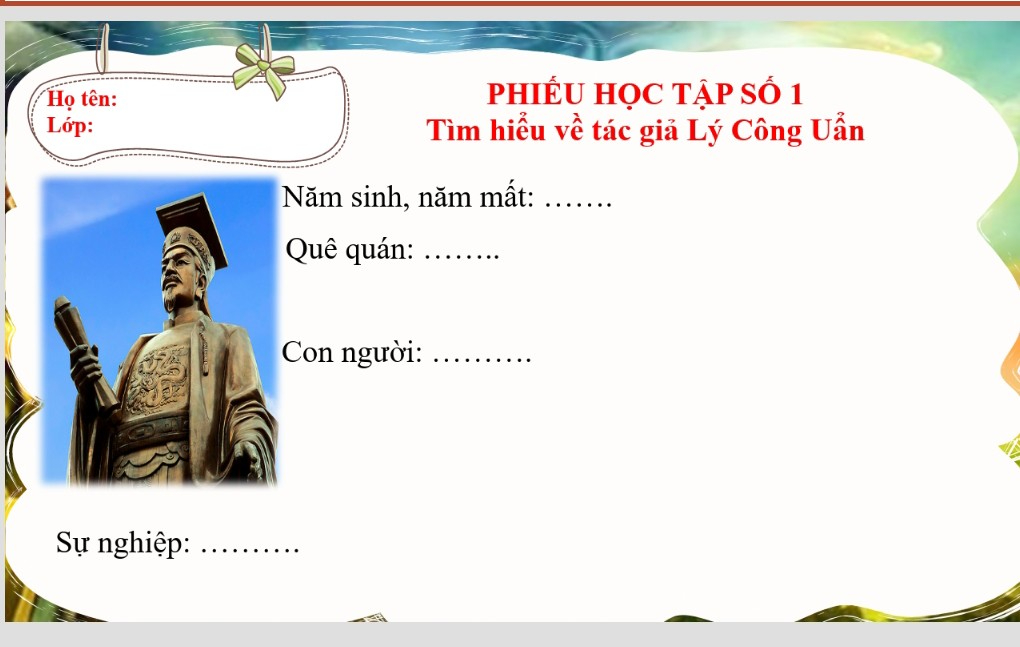 Họ tên:
Lớp:
PHIẾU HỌC TẬP SỐ 1
Tìm hiểu về tác giả Lý Công Uẩn
Năm sinh, năm mất: …….
Quê quán: ……..
Con người: ……….
Sự nghiệp: ……….